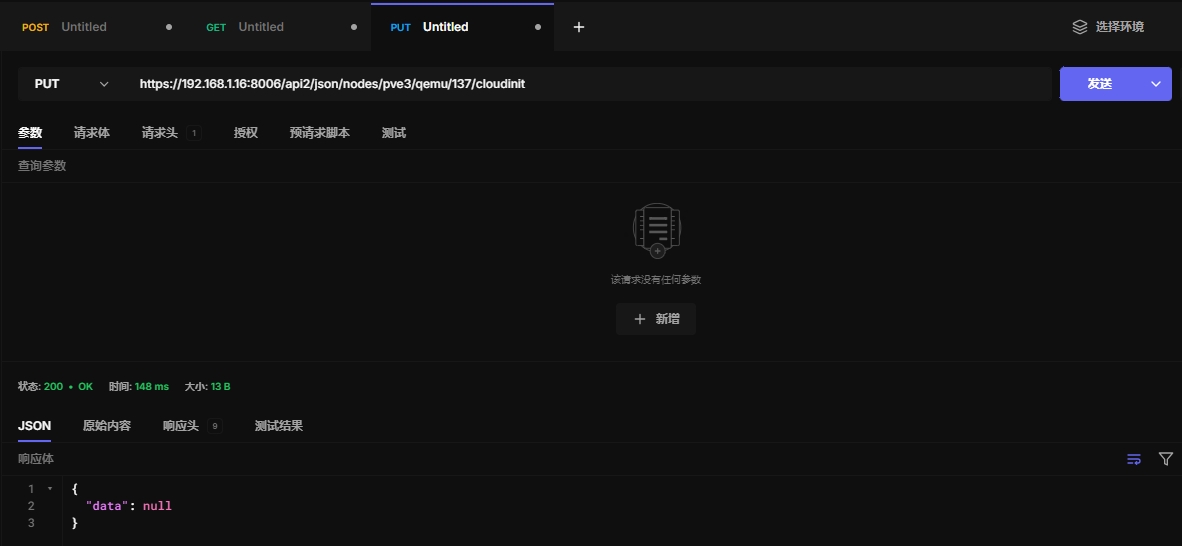 POST Untitled GET Untitled PUT Untitled 选择环境
PUT https://192.168.1.16:8006/api2/json/nodes/pve3/qemu/137/cloudinit 发送
参数 请求体 请求头 1 授权 预请求脚本 测试
查询参数
该请求没有任何参数
新增
状态: 200 • OK 时间: 148 ms 大小: 13 B
JSON 原始内容 响应头 9 测试结果
响应体
1 {
2 "data": null
3 }